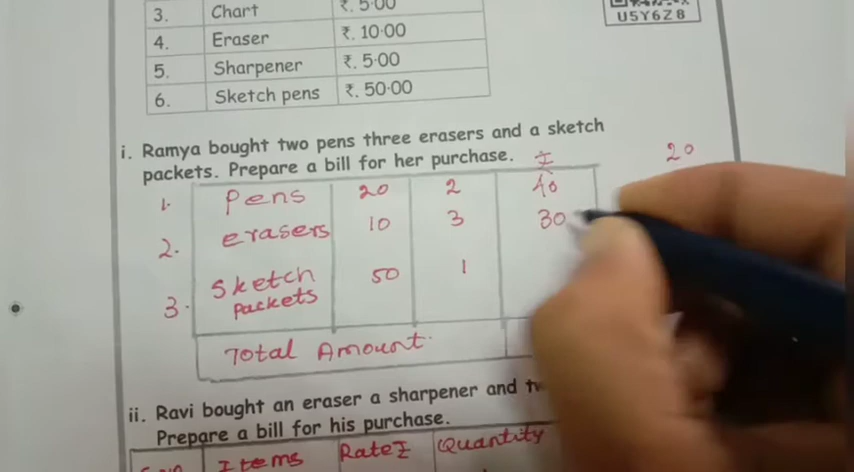 3. Chart ₹. 5·00
U5Y6Z8
4. Eraser ₹. 10·00
5. Sharpener ₹. 5·00
6. Sketch pens ₹. 50·00
i. Ramya bought two pens three erasers and a sketch
packets. Prepare a bill for her purchase.
₹ 20
1. Pens 20 2 40
2. erasers 10 3 30
3. Sketch packets 50 1
Total Amount
ii. Ravi bought an eraser a sharpener and
Prepare a bill for his purchase.
Items Rate ₹ Quantity